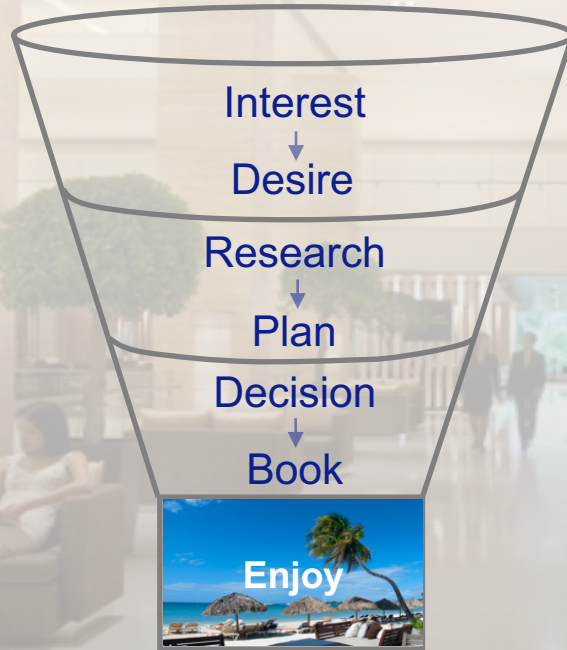 Interest
Desire
Research
Plan
Decision
Book
Enjoy